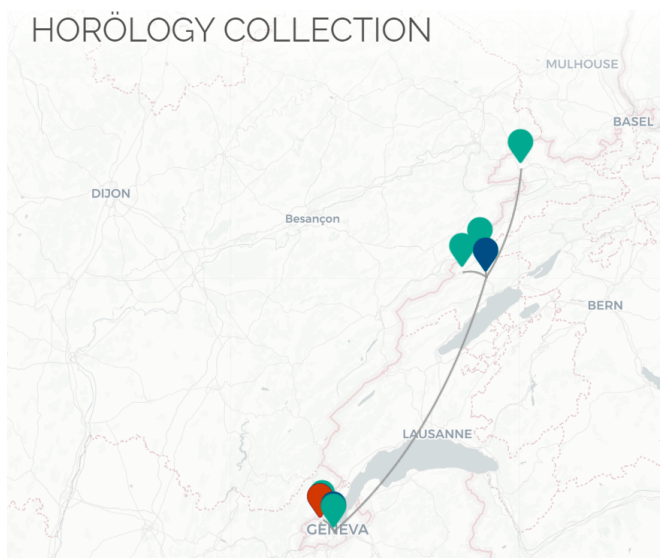 HORÖLOGY COLLECTION
MULHOUSE
BASEL
DIJON
Besançon
BERN
LAUSANNE
GENEVA